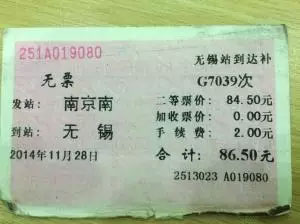 251A019080
无锡站到达补
无票 G7039次
发站: 南京南 二等票价: 84.50元
到站: 无锡 加收票价: 0.00元
手续费: 2.00元
2014年11月28日 合计: 86.50元
2513023 A019080